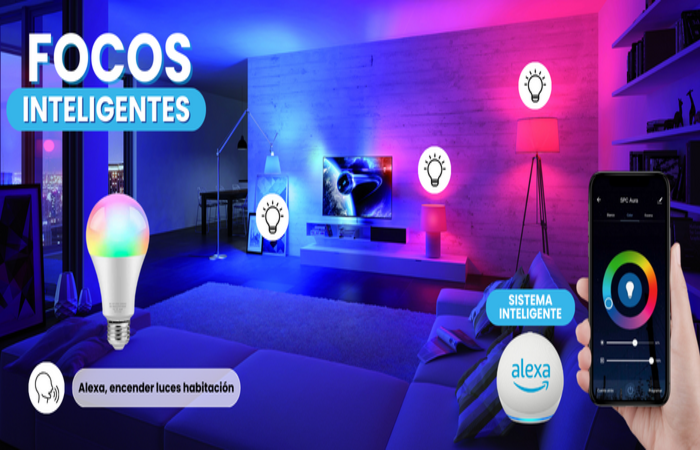 FOCOS
INTELIGENTES
SPC Aura
SISTEMA
INTELIGENTE
alexa
Alexa, encender luces habitación